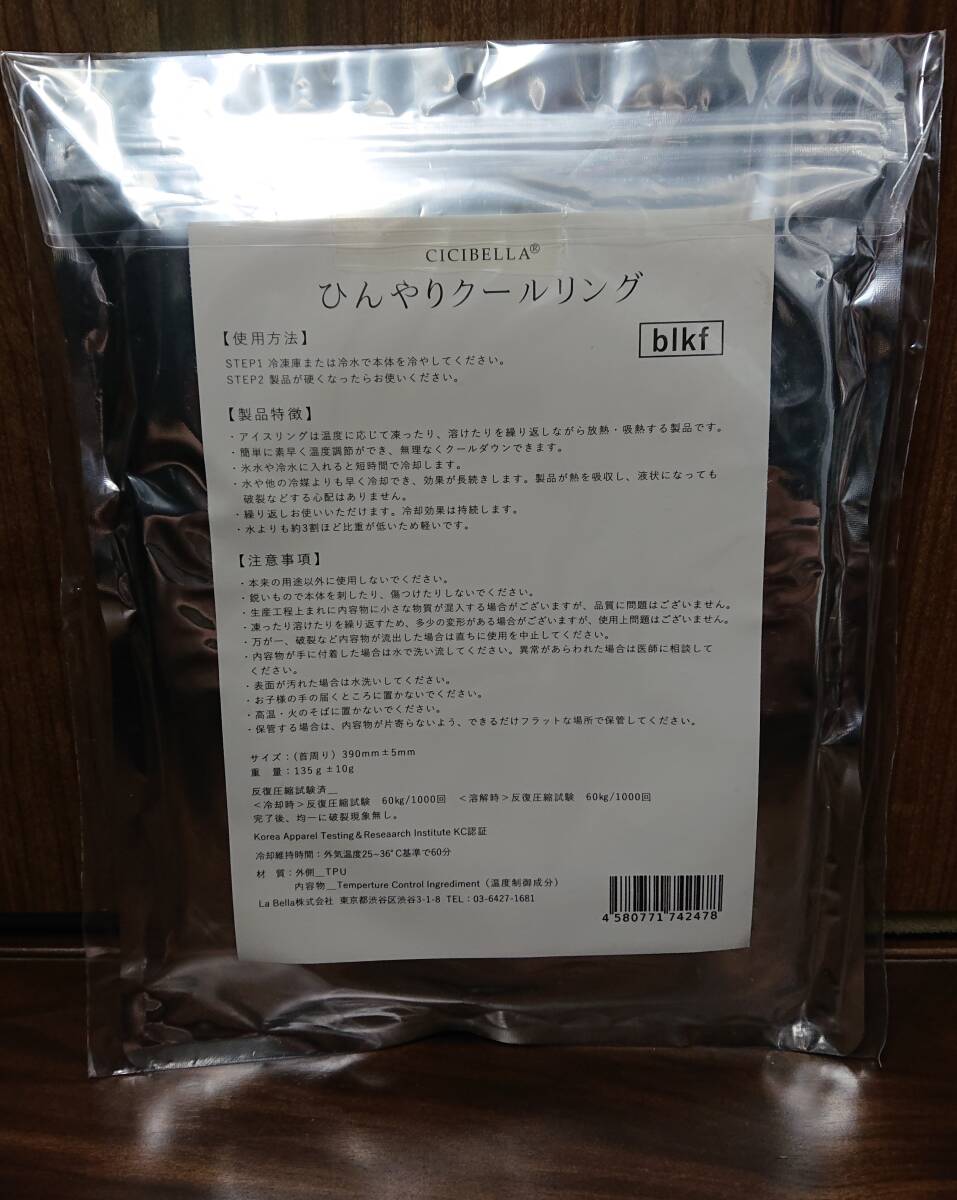 CICIBELLA®
ひんやりクールリング
blkf
【使用方法】
STEP1 冷凍庫または冷水で本体を冷やしてください。
STEP2 製品が硬くなったらお使いください。
【製品特徴】
・アイスリングは温度に応じて凍ったり、溶けたりを繰り返しながら放熱・吸熱する製品です。
・簡単に素早く温度調節ができ、無理なくクールダウンできます。
・氷水や冷水に入れると短時間で冷却します。
・水や他の冷媒よりも早く冷却でき、効果が長続きします。製品が熱を吸収し、液状になっても
破裂などする心配はありません。
・繰り返しお使いいただけます。冷却効果は持続します。
・水よりも約3割ほど比重が低いため軽いです。
【注意事項】
・本来の用途以外に使用しないでください。
・鋭いもので本体を刺したり、傷つけたりしないでください。
・生産工程上まれに内容物に小さな物質が混入する場合がございますが、品質に問題はございません。
・凍ったり溶けたりを繰り返すため、多少の変形がある場合がございますが、使用上問題はございません。
・万が一、破裂など内容物が流出した場合は直ちに使用を中止してください。
・内容物が手に付着した場合は水で洗い流してください。異常があらわれた場合は医師に相談して
ください。
・表面が汚れた場合は水洗いしてください。
・お子様の手の届くところに置かないでください。
・高温・火のそばに置かないでください。
・保管する場合は、内容物が片寄らないよう、できるだけフラットな場所で保管してください。
サイズ：（首周り）390mm±5mm
重　量：135ｇ±10g
反復圧縮試験済＿
＜冷却時＞反復圧縮試験　60kg/1000回　＜溶解時＞反復圧縮試験　60kg/1000回
完了後、均一に破裂現象無し。
Korea Apparel Testing＆Reseaarch Institute KC認証
冷却維持時間：外気温度25~36°C基準で60分
材　質：外側＿TPU
内容物＿Temperture Control Ingrediment（温度制御成分）
La Bella株式会社 東京都渋谷区渋谷3-1-8 TEL：03-6427-1681
4 580771 742478